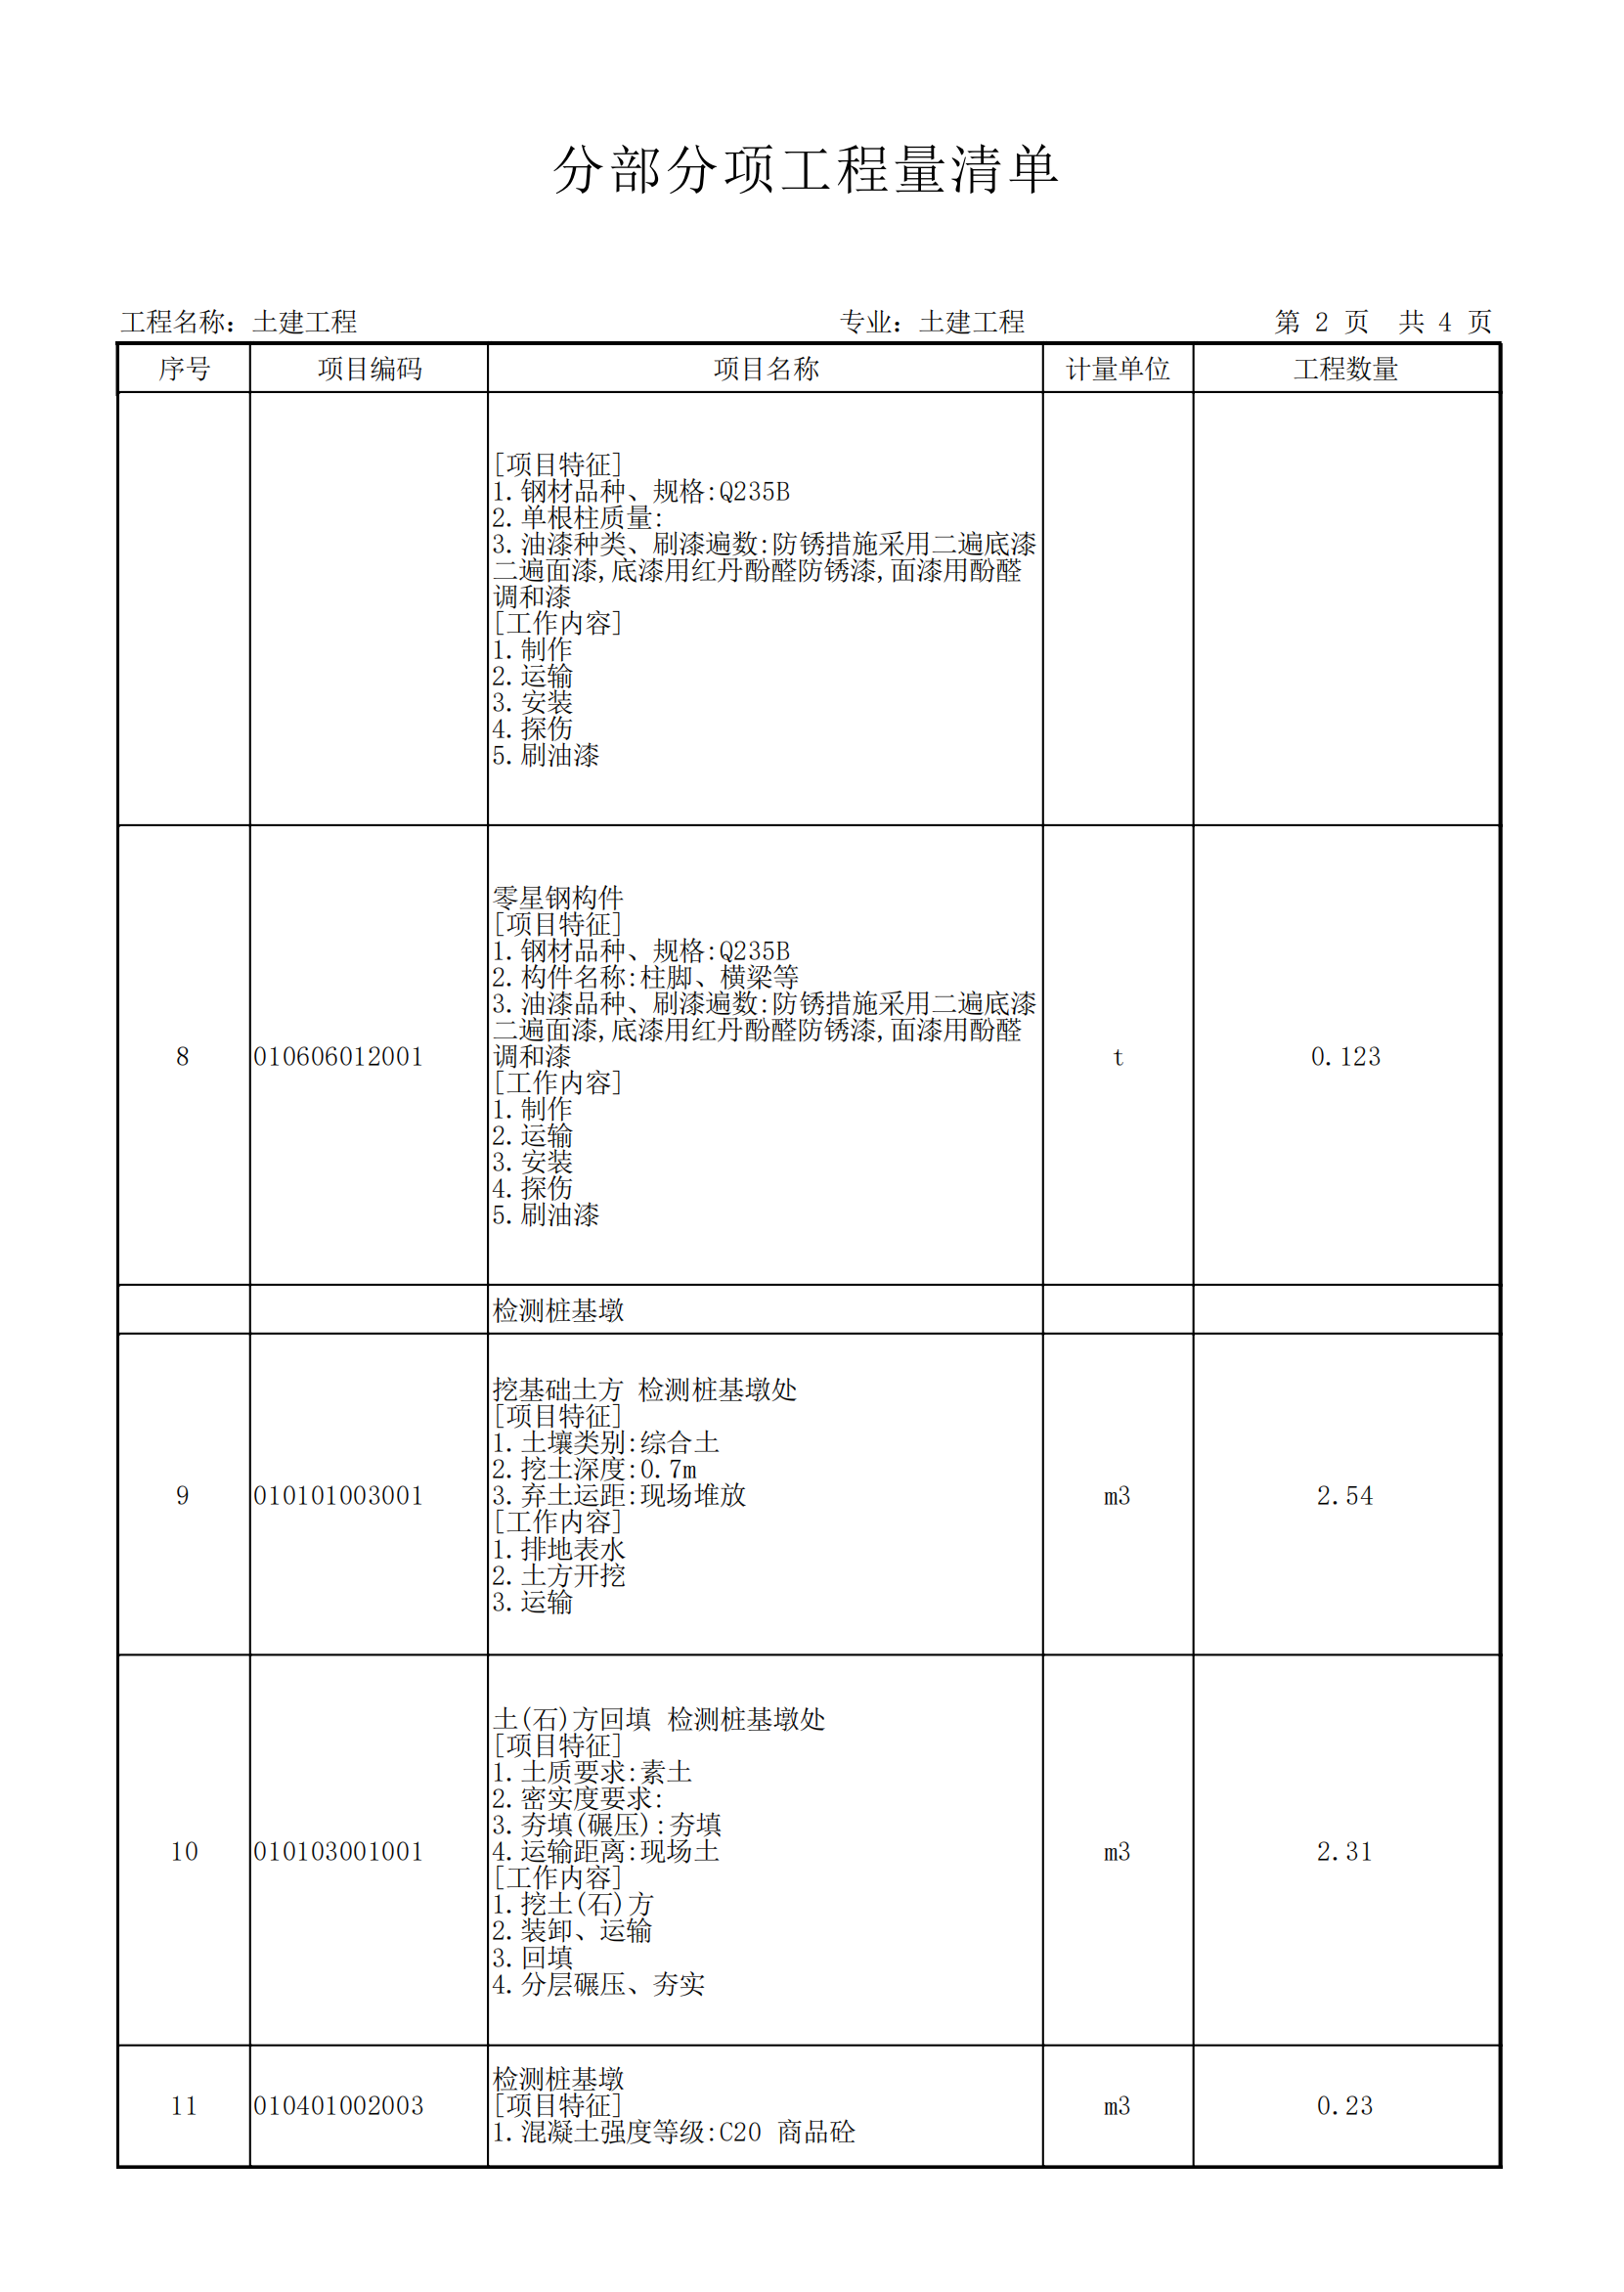 分部分项工程量清单
工程名称：土建工程 专业：土建工程 第 2 页 共 4 页
序号 项目编码 项目名称 计量单位 工程数量
[项目特征]
1.钢材品种、规格:Q235B
2.单根柱质量:
3.油漆种类、刷漆遍数:防锈措施采用二遍底漆
二遍面漆,底漆用红丹酚醛防锈漆,面漆用酚醛
调和漆
[工作内容]
1.制作
2.运输
3.安装
4.探伤
5.刷油漆
零星钢构件
[项目特征]
1.钢材品种、规格:Q235B
2.构件名称:柱脚、横梁等
3.油漆品种、刷漆遍数:防锈措施采用二遍底漆
二遍面漆,底漆用红丹酚醛防锈漆,面漆用酚醛
8 010606012001 调和漆 t 0.123
[工作内容]
1.制作
2.运输
3.安装
4.探伤
5.刷油漆
检测桩基墩
挖基础土方 检测桩基墩处
[项目特征]
1.土壤类别:综合土
2.挖土深度:0.7m
9 010101003001 3.弃土运距:现场堆放 m3 2.54
[工作内容]
1.排地表水
2.土方开挖
3.运输
土(石)方回填 检测桩基墩处
[项目特征]
1.土质要求:素土
2.密实度要求:
3.夯填(碾压):夯填
10 010103001001 4.运输距离:现场土 m3 2.31
[工作内容]
1.挖土(石)方
2.装卸、运输
3.回填
4.分层碾压、夯实
检测桩基墩
11 010401002003 [项目特征] m3 0.23
1.混凝土强度等级:C20 商品砼